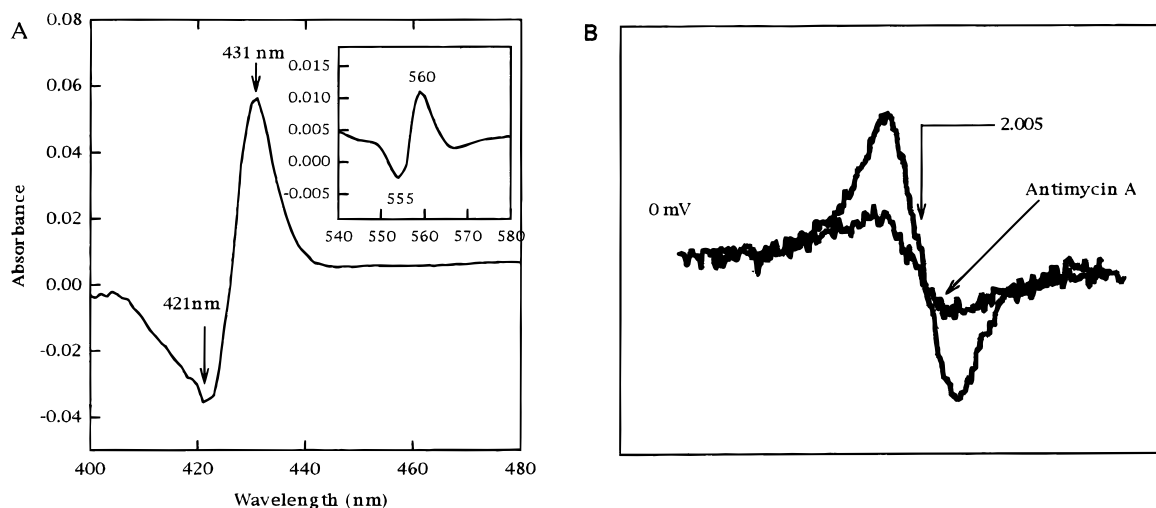 A
Absorbance
0.08
0.06
0.04
0.02
0.00
-0.02
-0.04
400 420 440 460 480
Wavelength (nm)
431 nm
421nm
0.015
0.010
0.005
0.000
-0.005
540 550 560 570 580
560
555
B
0 mV
2.005
Antimycin A